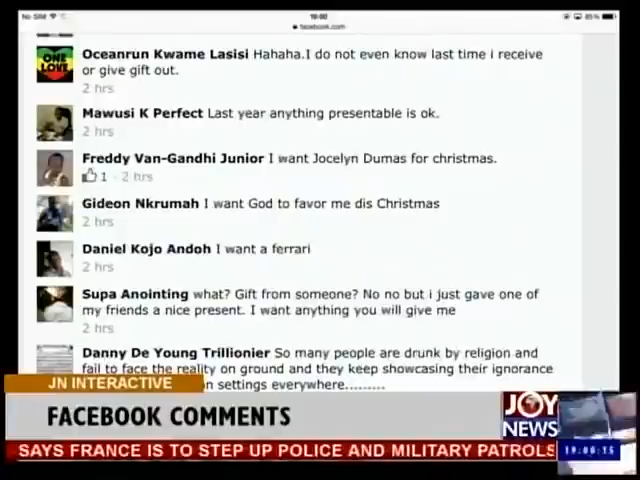 No SIM
19:00
85%
facebook.com
ONE
LOVE
Oceanrun Kwame Lasisi Hahaha.I do not even know last time i receive
or give gift out.
2 hrs
Mawusi K Perfect Last year anything presentable is ok.
2 hrs
Freddy Van-Gandhi Junior I want Jocelyn Dumas for christmas.
1 · 2 hrs
Gideon Nkrumah I want God to favor me dis Christmas
2 hrs
Daniel Kojo Andoh I want a ferrari
2 hrs
Supa Anointing what? Gift from someone? No no but i just gave one of
my friends a nice present. I want anything you will give me
2 hrs
Danny De Young Trillionier So many people are drunk by religion and
fail to face the reality on ground and they keep showcasing their ignorance
n settings everywhere.........
JN INTERACTIVE
FACEBOOK COMMENTS
JOY
NEWS
SAYS FRANCE IS TO STEP UP POLICE AND MILITARY PATROLS
19:00:15